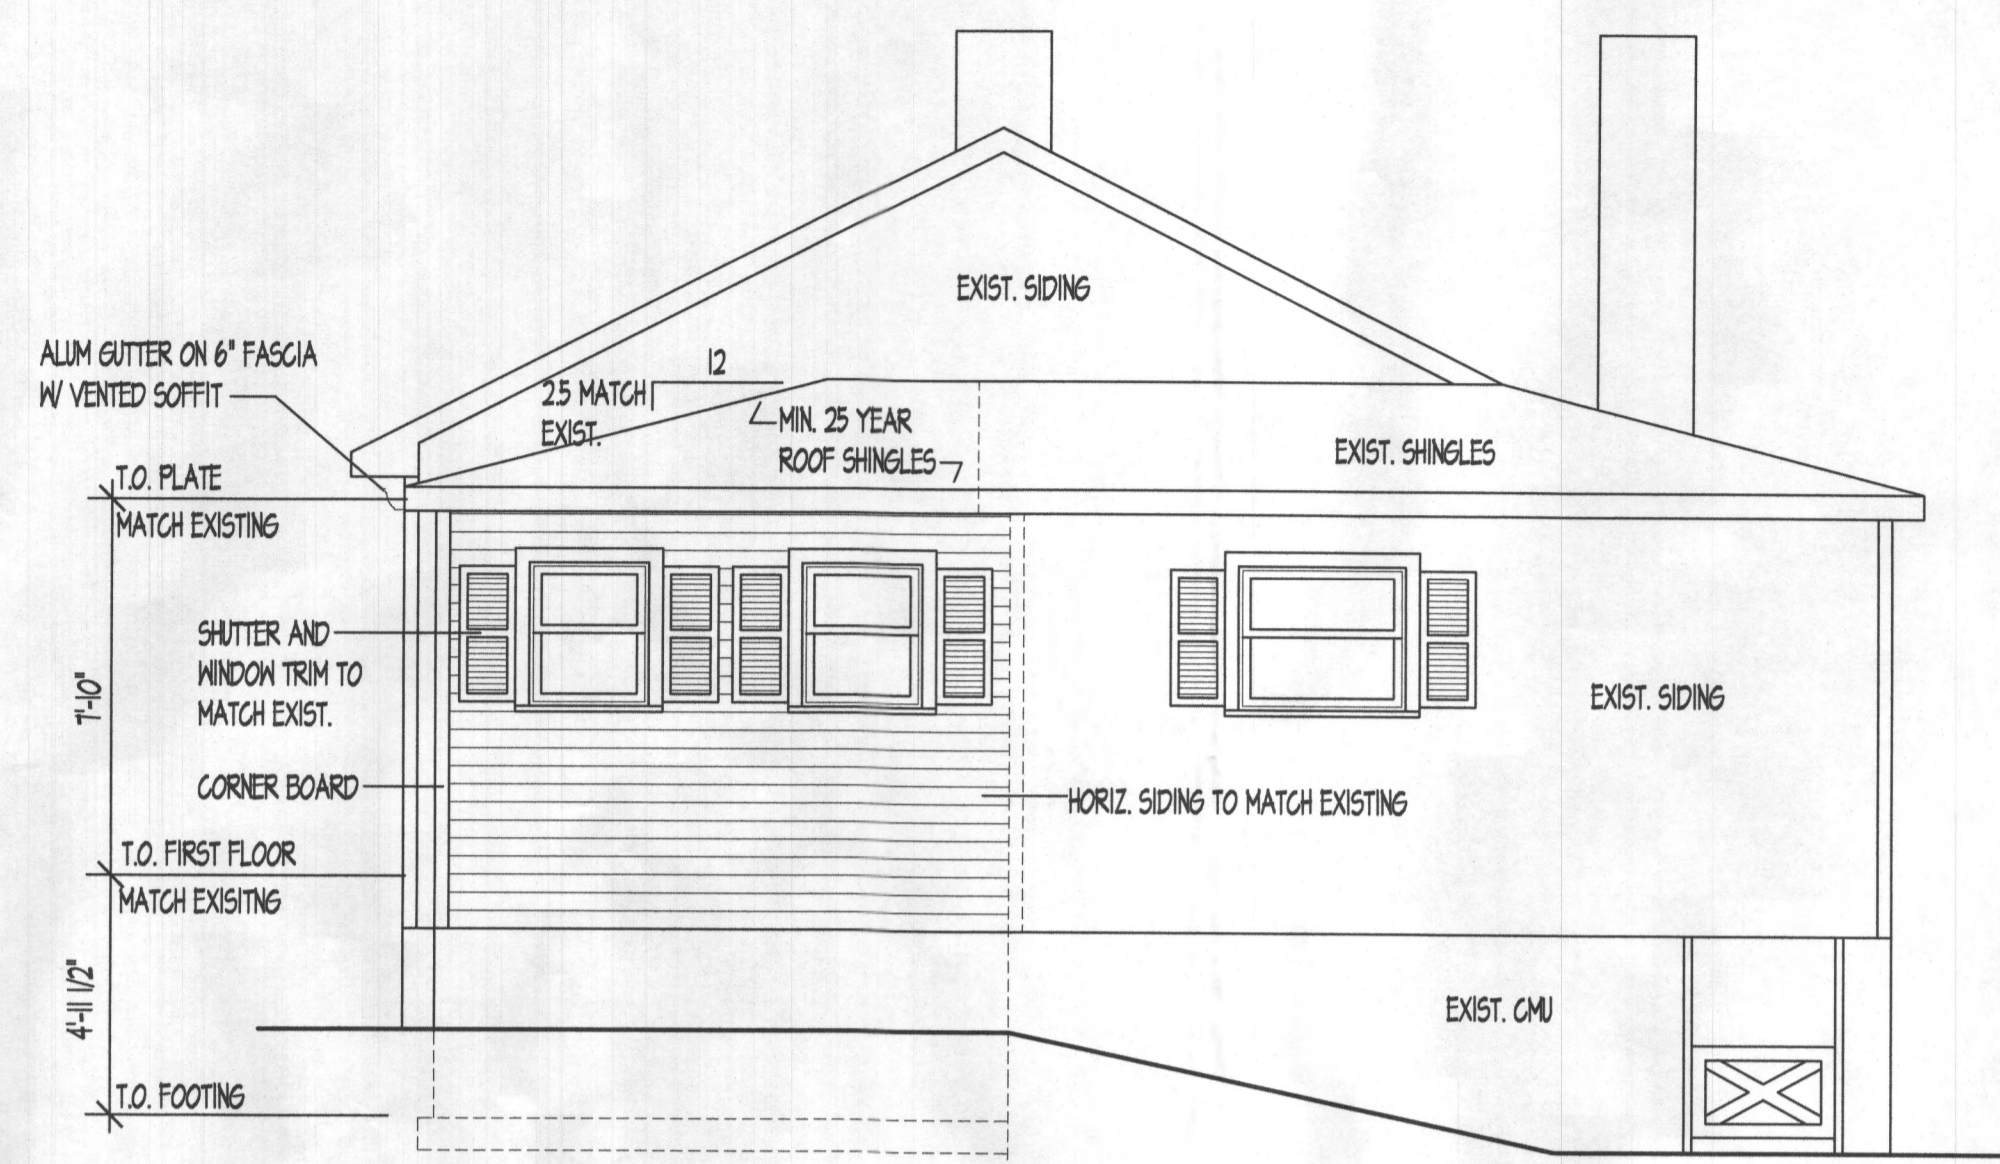 EXIST. SIDING
ALUM GUTTER ON 6" FASCIA
W/ VENTED SOFFIT
12
2.5 MATCH
EXIST.
MIN. 25 YEAR
ROOF SHINGLES
EXIST. SHINGLES
T.O. PLATE
MATCH EXISTING
SHUTTER AND
WINDOW TRIM TO
MATCH EXIST.
7'-10"
EXIST. SIDING
CORNER BOARD
HORIZ. SIDING TO MATCH EXISTING
T.O. FIRST FLOOR
MATCH EXISITNG
4'-11 1/2"
EXIST. CMU
T.O. FOOTING